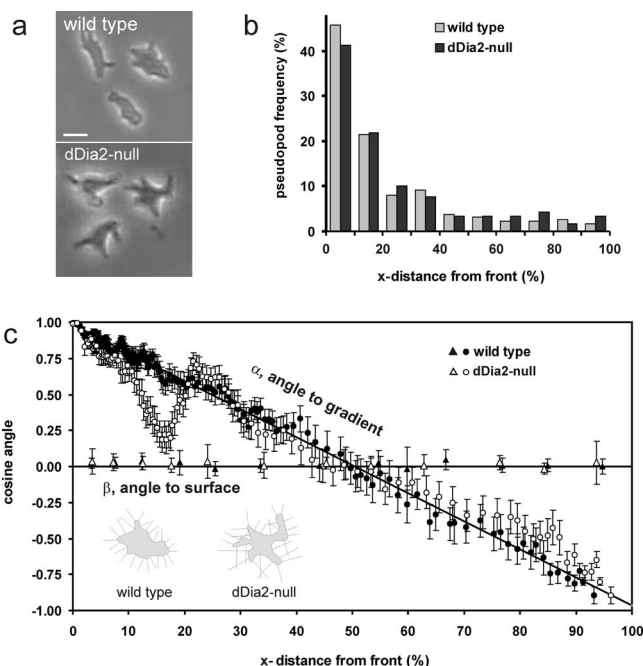 a
wild type
dDia2-null
b
pseudopod frequency (%)
40
30
20
10
0
wild type
dDia2-null
0 20 40 60 80 100
x-distance from front (%)
c
cosine angle
1.00
0.75
0.50
0.25
0.00
-0.25
-0.50
-0.75
-1.00
wild type
dDia2-null
α, angle to gradient
β, angle to surface
wild type
dDia2-null
0 10 20 30 40 50 60 70 80 90 100
x- distance from front (%)